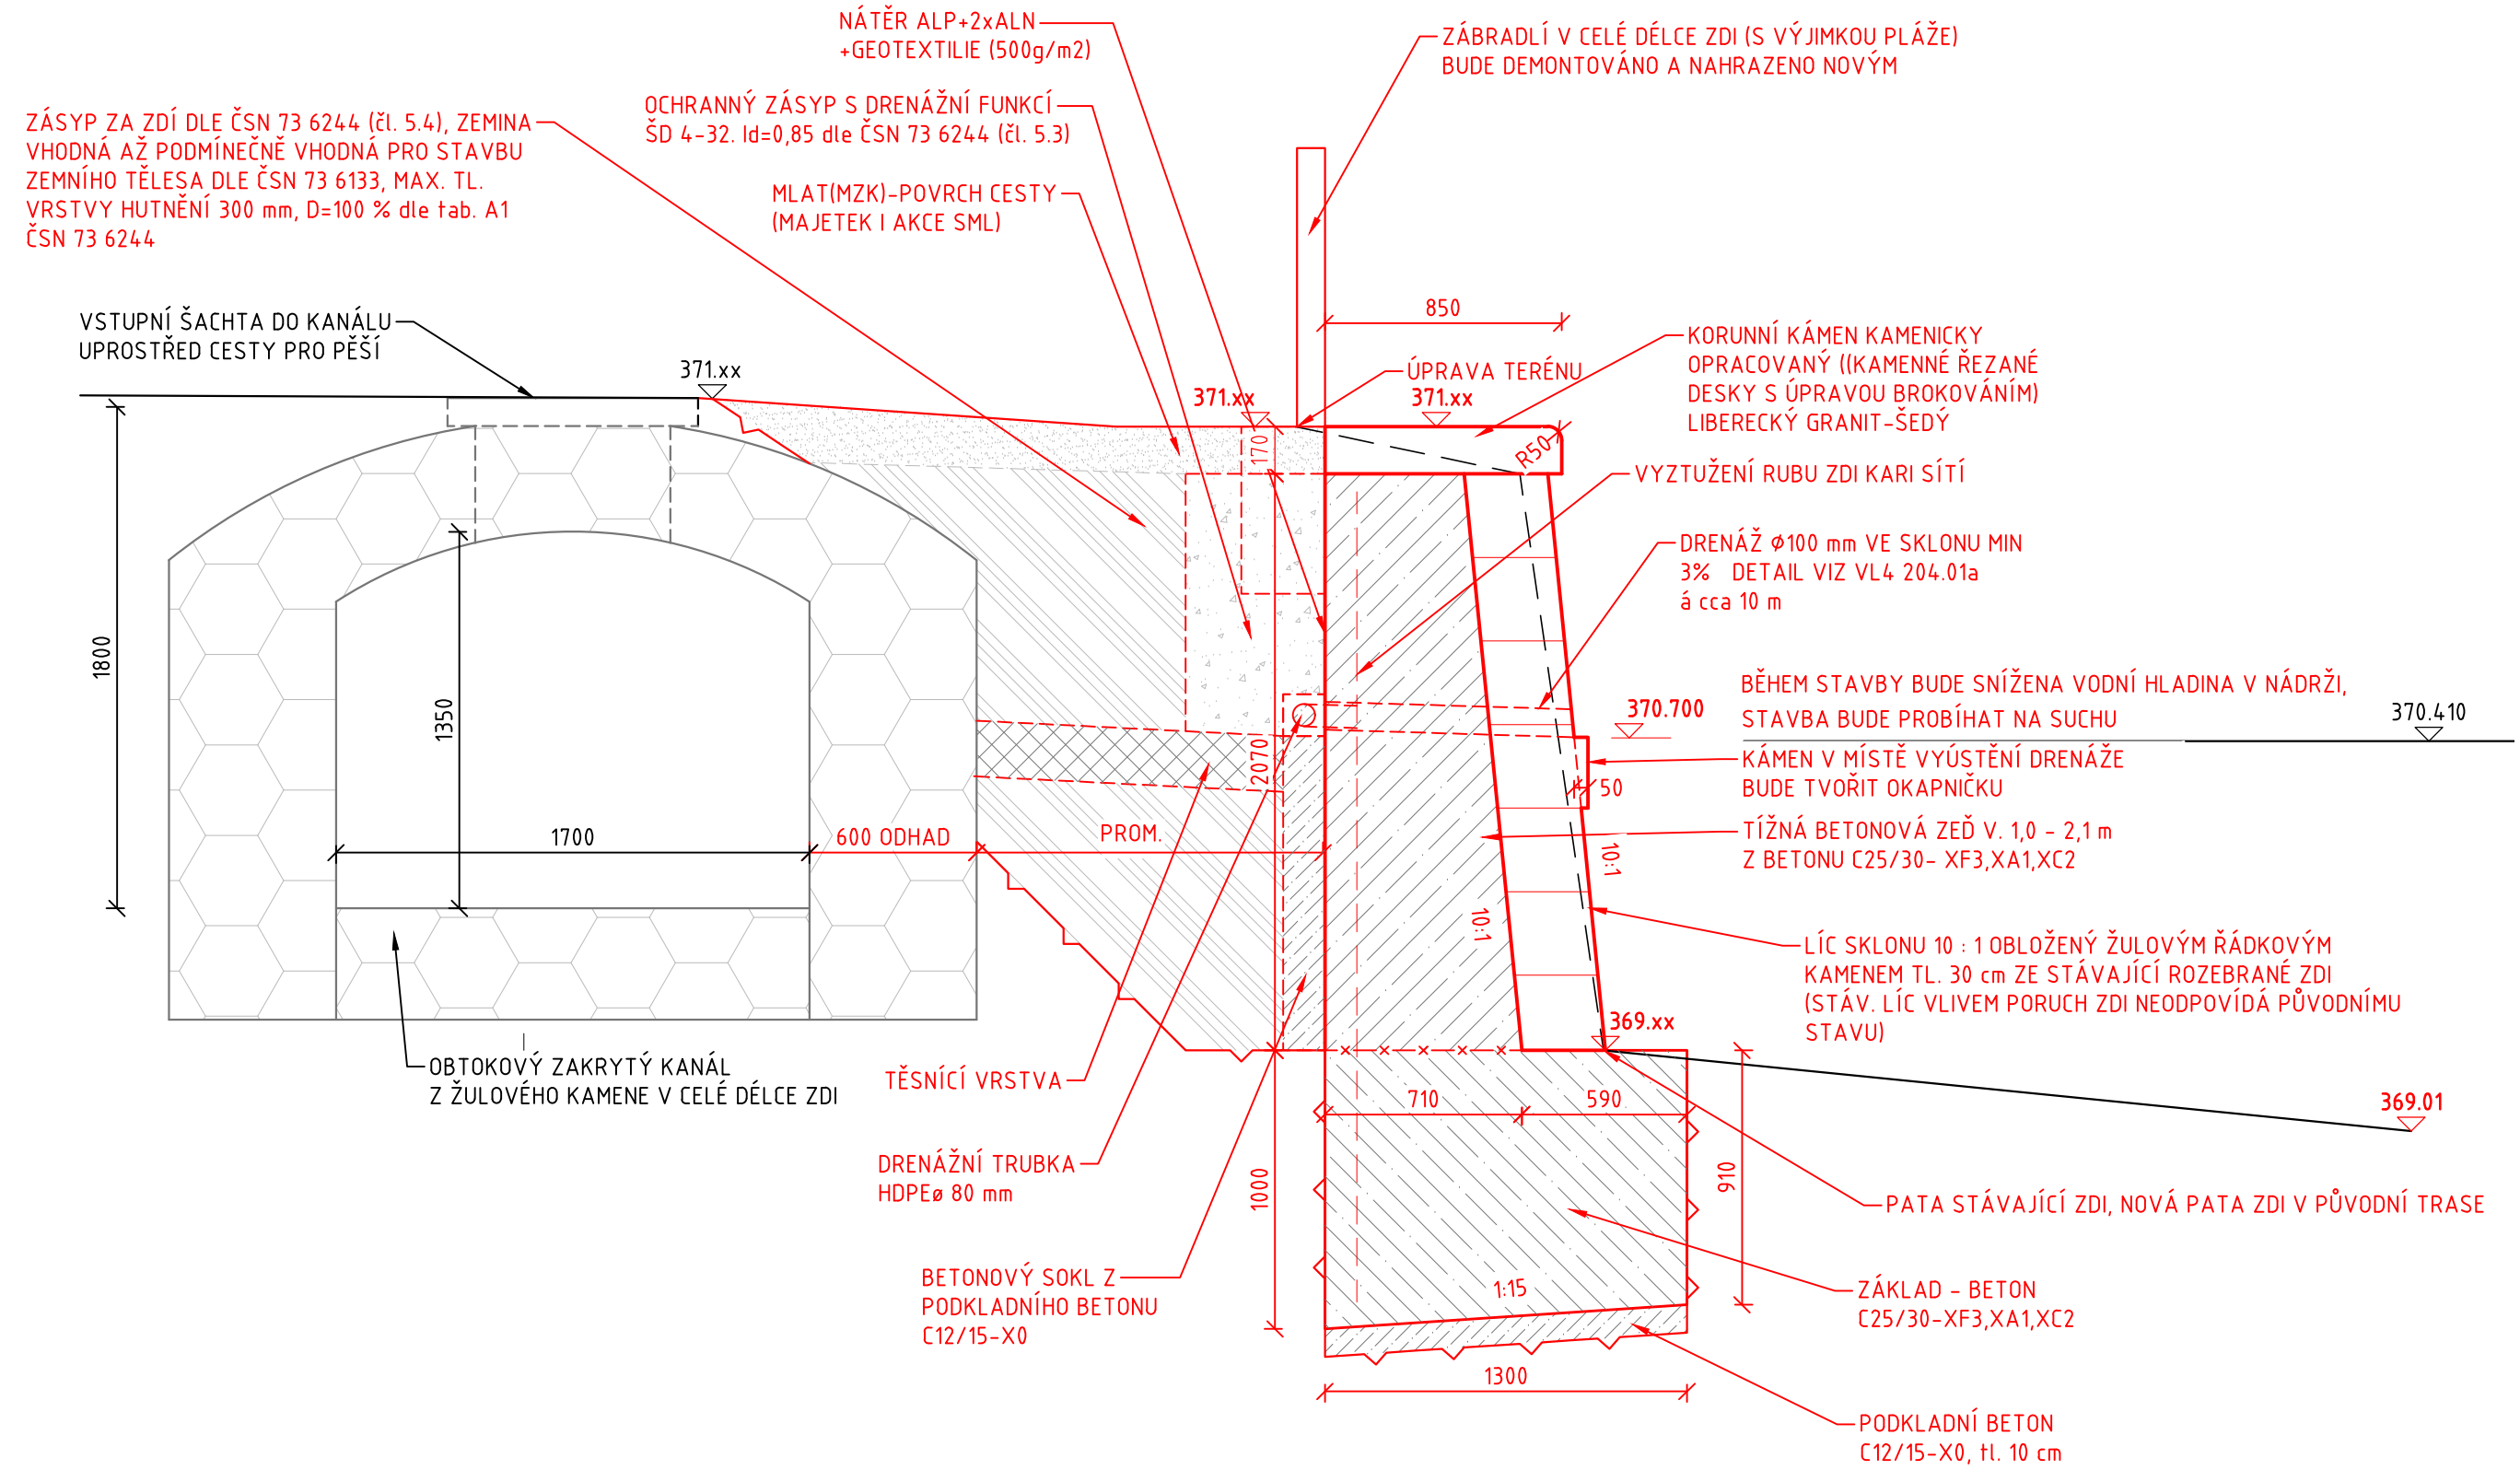 NÁTĚR ALP+2xALN
+GEOTEXTILIE (500g/m2)
ZÁBRADLÍ V CELÉ DÉLCE ZDI (S VÝJIMKOU PLÁŽE)
BUDE DEMONTOVÁNO A NAHRAZENO NOVÝM
OCHRANNÝ ZÁSYP S DRENÁŽNÍ FUNKCÍ
ŠD 4-32. Id=0,85 dle ČSN 73 6244 (čl. 5.3)
ZÁSYP ZA ZDÍ DLE ČSN 73 6244 (čl. 5.4), ZEMINA
VHODNÁ AŽ PODMÍNEČNĚ VHODNÁ PRO STAVBU
ZEMNÍHO TĚLESA DLE ČSN 73 6133, MAX. TL.
VRSTVY HUTNĚNÍ 300 mm, D=100 % dle tab. A1
ČSN 73 6244
MLAT(MZK)-POVRCH CESTY
(MAJETEK I AKCE SML)
VSTUPNÍ ŠACHTA DO KANÁLU
UPROSTŘED CESTY PRO PĚŠÍ
371.xx
850
ÚPRAVA TERÉNU
371.xx
371.xx
KORUNNÍ KÁMEN KAMENICKY
OPRACOVANÝ ((KAMENNÉ ŘEZANÉ
DESKY S ÚPRAVOU BROKOVÁNÍM)
LIBERECKÝ GRANIT-ŠEDÝ
170
R50
VYZTUŽENÍ RUBU ZDI KARI SÍTÍ
DRENÁŽ Ø100 mm VE SKLONU MIN
3% DETAIL VIZ VL4 204.01a
á cca 10 m
1800
1350
BĚHEM STAVBY BUDE SNÍŽENA VODNÍ HLADINA V NÁDRŽI,
STAVBA BUDE PROBÍHAT NA SUCHU
370.700
370.410
2070
KÁMEN V MÍSTĚ VYÚSTĚNÍ DRENÁŽE
BUDE TVOŘIT OKAPNIČKU
50
1700
600 ODHAD
PROM.
TÍŽNÁ BETONOVÁ ZEĎ V. 1,0 - 2,1 m
Z BETONU C25/30- XF3,XA1,XC2
10:1
10:1
LÍC SKLONU 10 : 1 OBLOŽENÝ ŽULOVÝM ŘÁDKOVÝM
KAMENEM TL. 30 cm ZE STÁVAJÍCÍ ROZEBRANÉ ZDI
(STÁV. LÍC VLIVEM PORUCH ZDI NEODPOVÍDÁ PŮVODNÍMU
STAVU)
369.xx
OBTOKOVÝ ZAKRYTÝ KANÁL
Z ŽULOVÉHO KAMENE V CELÉ DÉLCE ZDI
TĚSNÍCÍ VRSTVA
710
590
369.01
DRENÁŽNÍ TRUBKA
HDPEø 80 mm
1000
910
PATA STÁVAJÍCÍ ZDI, NOVÁ PATA ZDI V PŮVODNÍ TRASE
BETONOVÝ SOKL Z
PODKLADNÍHO BETONU
C12/15-X0
1:15
ZÁKLAD - BETON
C25/30-XF3,XA1,XC2
1300
PODKLADNÍ BETON
C12/15-X0, tl. 10 cm